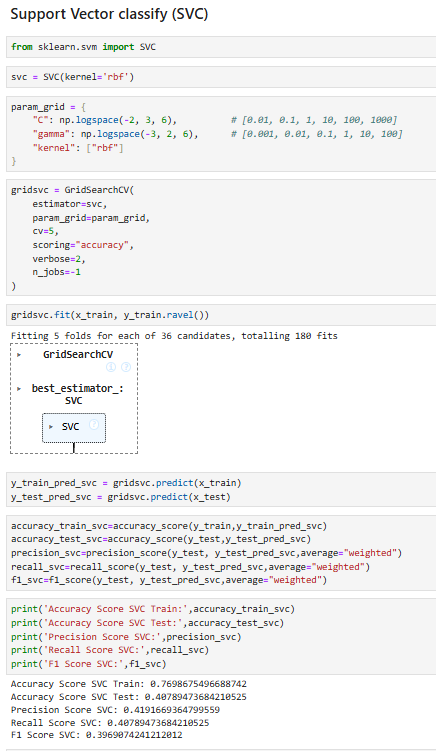 Support Vector classify (SVC)
from sklearn.svm import SVC
svc = SVC(kernel='rbf')
param_grid = {
    "C": np.logspace(-2, 3, 6),          # [0.01, 0.1, 1, 10, 100, 1000]
    "gamma": np.logspace(-3, 2, 6),      # [0.001, 0.01, 0.1, 1, 10, 100]
    "kernel": ["rbf"]
}
gridsvc = GridSearchCV(
    estimator=svc,
    param_grid=param_grid,
    cv=5,
    scoring="accuracy",
    verbose=2,
    n_jobs=-1
)
gridsvc.fit(x_train, y_train.ravel())
Fitting 5 folds for each of 36 candidates, totalling 180 fits
GridSearchCV
best_estimator_:
SVC
SVC
y_train_pred_svc = gridsvc.predict(x_train)
y_test_pred_svc = gridsvc.predict(x_test)
accuracy_train_svc=accuracy_score(y_train,y_train_pred_svc)
accuracy_test_svc=accuracy_score(y_test,y_test_pred_svc)
precision_svc=precision_score(y_test, y_test_pred_svc,average="weighted")
recall_svc=recall_score(y_test, y_test_pred_svc,average="weighted")
f1_svc=f1_score(y_test, y_test_pred_svc,average="weighted")
print('Accuracy Score SVC Train:',accuracy_train_svc)
print('Accuracy Score SVC Test:',accuracy_test_svc)
print('Precision Score SVC:',precision_svc)
print('Recall Score SVC:',recall_svc)
print('F1 Score SVC:',f1_svc)
Accuracy Score SVC Train: 0.7698675496688742
Accuracy Score SVC Test: 0.40789473684210525
Precision Score SVC: 0.4191669364799559
Recall Score SVC: 0.40789473684210525
F1 Score SVC: 0.3969074241212012